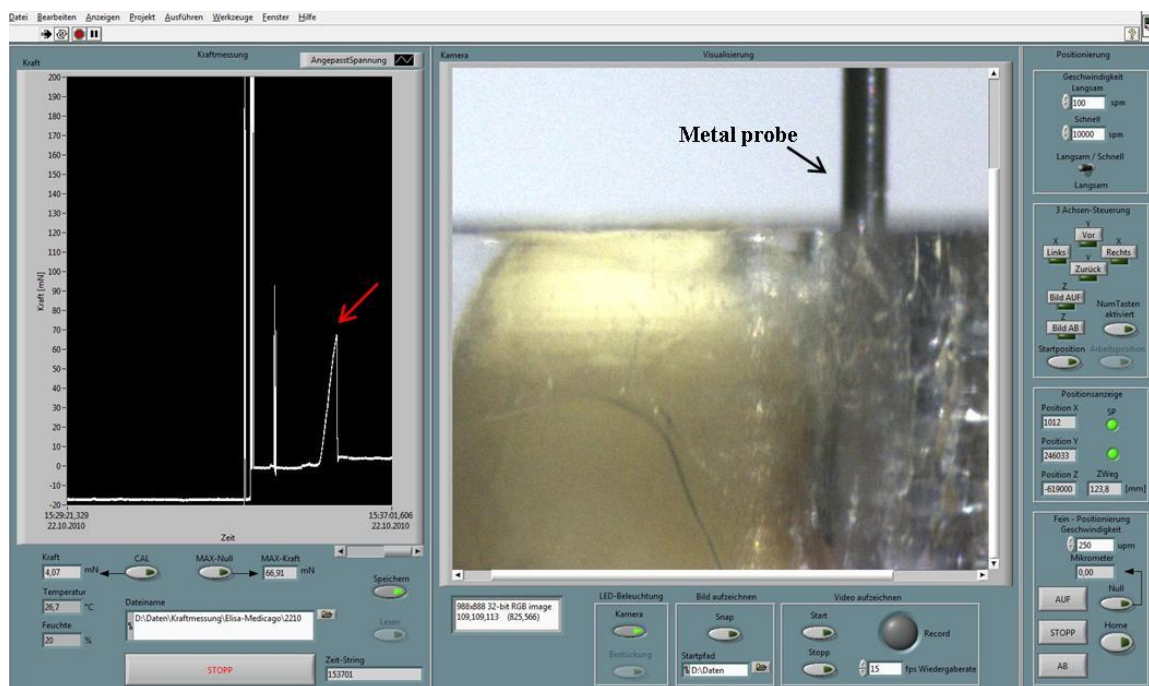 Datei Bearbeiten Anzeigen Projekt Ausführen Werkzeuge Fenster Hilfe
Kraftmessung
Kraft
AngepasstSpannung
200
190
180
170
160
150
140
130
120
110
100
90
80
70
60
50
40
30
20
10
0
-10
-20
Kraft [mN]
15:29:21,329
22.10.2010
15:37:01,606
22.10.2010
Zeit
Kraft
4,07 mN
CAL
MAX-Null
MAX-Kraft
66,91 mN
Speichern
Temperatur
26,7 °C
Dateiname
D:\Daten\Kraftmessung\Elisa-Medicago\2210
Lesen
Feuchte
20 %
STOPP
Zeit-String
153701
Kamera
Visualisierung
Metal probe
988x888 32-bit RGB image
109,109,113 (825,566)
LED-Beleuchtung
Kamera
Bestückung
Bild aufzeichnen
Snap
Startpfad
D:\Daten
Video aufzeichnen
Start
Record
Stopp
15 fps Wiedergaberate
Positionierung
Geschwindigkeit
Langsam
100 spm
Schnell
10000 spm
Langsam / Schnell
Langsam
3 Achsen-Steuerung
Y
Vor
X
Links
X
Rechts
Y
Zurück
Z
Bild AUF
NumTasten
aktiviert
Z
Bild AB
Startposition
Arbeitsposition
Positionsanzeige
Position X
1012
SP
Position Y
246033
Position Z
-619000
ZWeg
123,8 [mm]
Fein - Positionierung
Geschwindigkeit
250 upm
Mikrometer
0,00
AUF
Null
STOPP
Home
AB